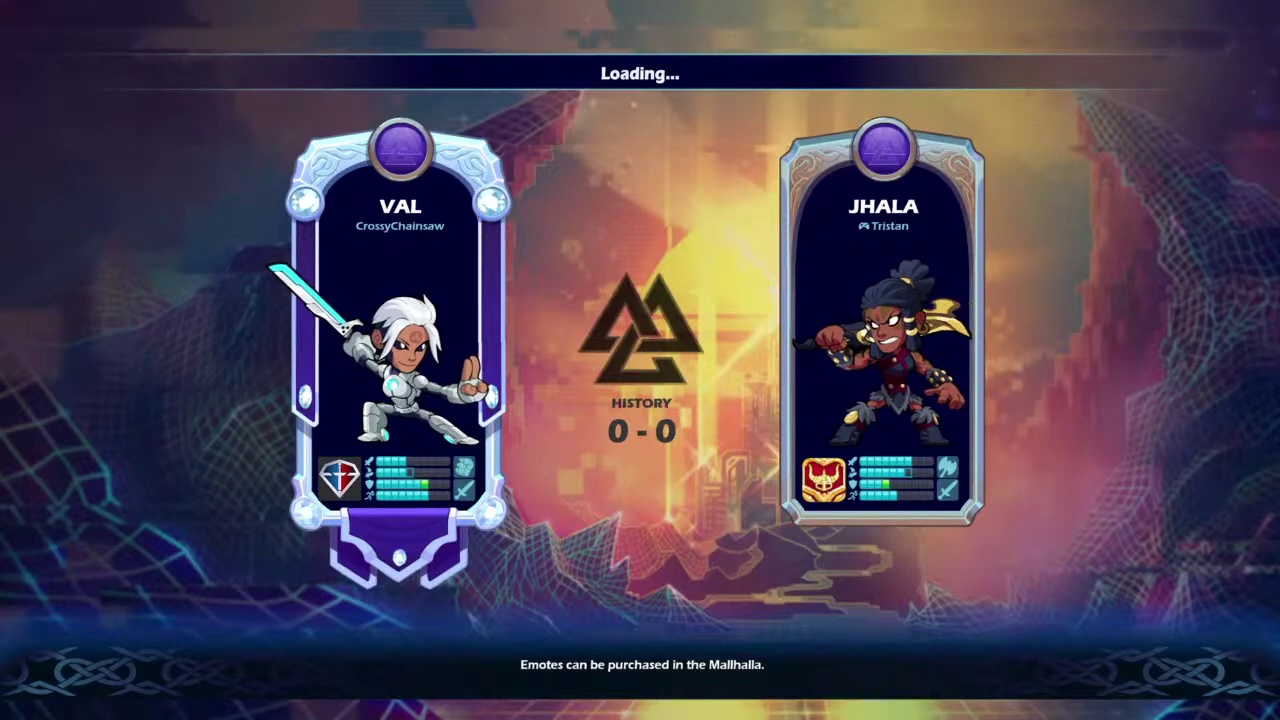 Loading...
VAL
CrossyChainsaw
JHALA
Tristan
HISTORY
0 - 0
Emotes can be purchased in the Mallhalla.